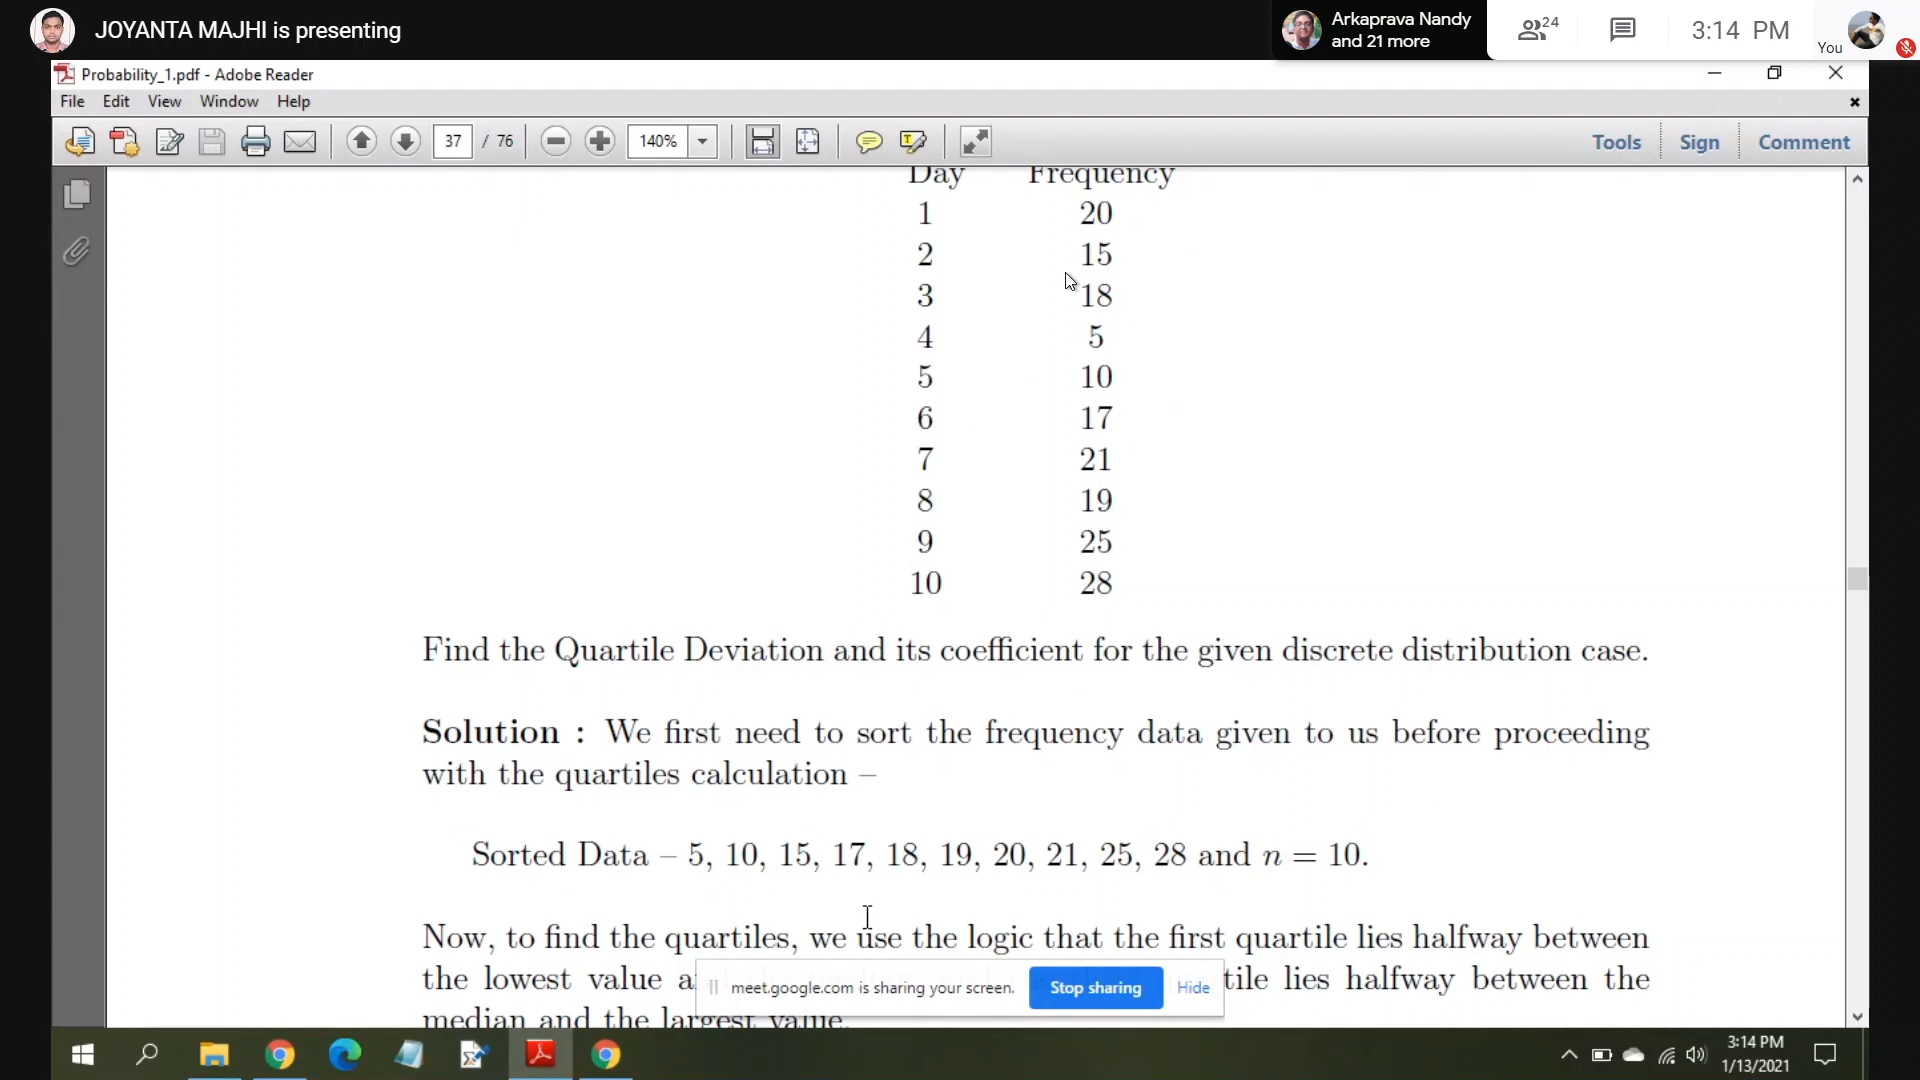 JOYANTA MAJHI is presenting
Arkaprava Nandy
and 21 more
24
3:14 PM
You
Probability_1.pdf - Adobe Reader
File Edit View Window Help
37 / 76
140%
Tools Sign Comment
Day Frequency
1 20
2 15
3 18
4 5
5 10
6 17
7 21
8 19
9 25
10 28
Find the Quartile Deviation and its coefficient for the given discrete distribution case.
Solution : We first need to sort the frequency data given to us before proceeding
with the quartiles calculation –
Sorted Data – 5, 10, 15, 17, 18, 19, 20, 21, 25, 28 and n = 10.
Now, to find the quartiles, we use the logic that the first quartile lies halfway between
the lowest value a tile lies halfway between the
median and the largest value.
meet.google.com is sharing your screen. Stop sharing Hide
3:14 PM
1/13/2021